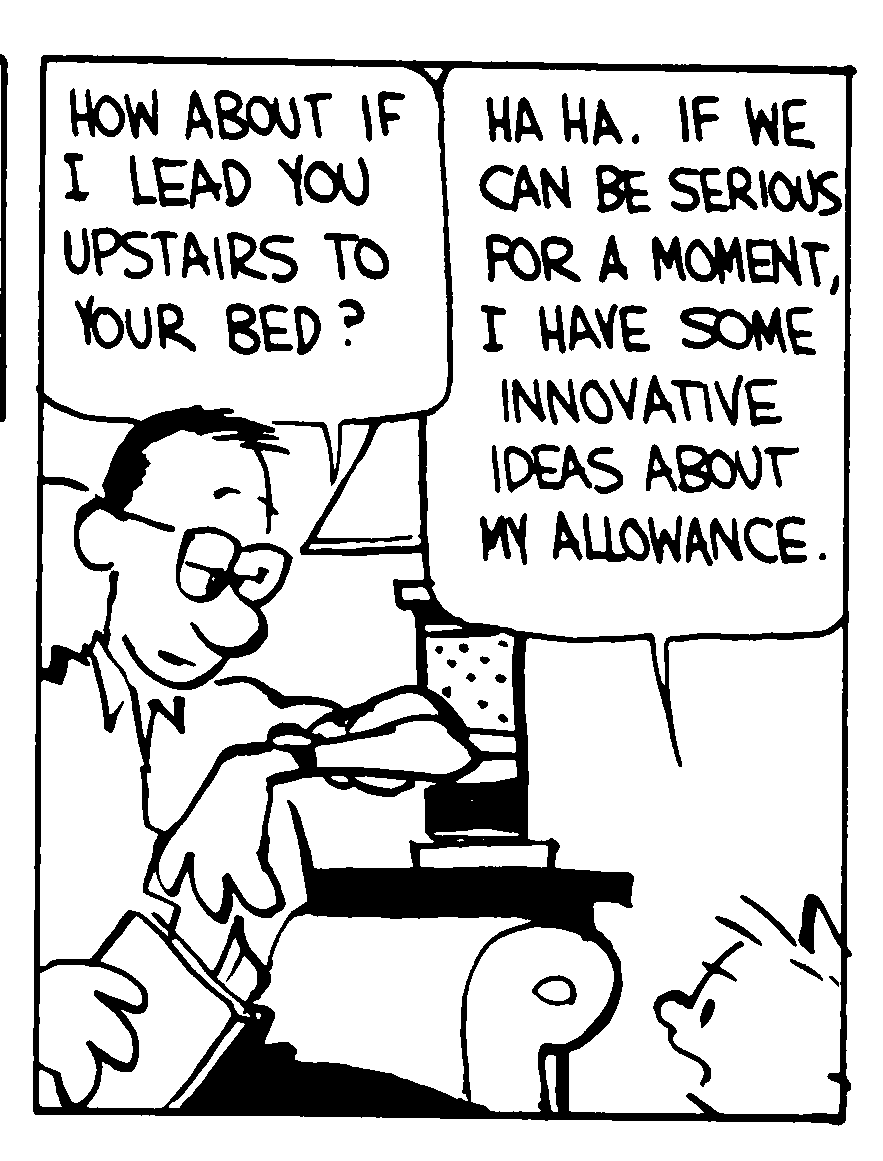 HOW ABOUT IF
I LEAD YOU
UPSTAIRS TO
YOUR BED?
HA HA. IF WE
CAN BE SERIOUS
FOR A MOMENT,
I HAVE SOME
INNOVATIVE
IDEAS ABOUT
MY ALLOWANCE.